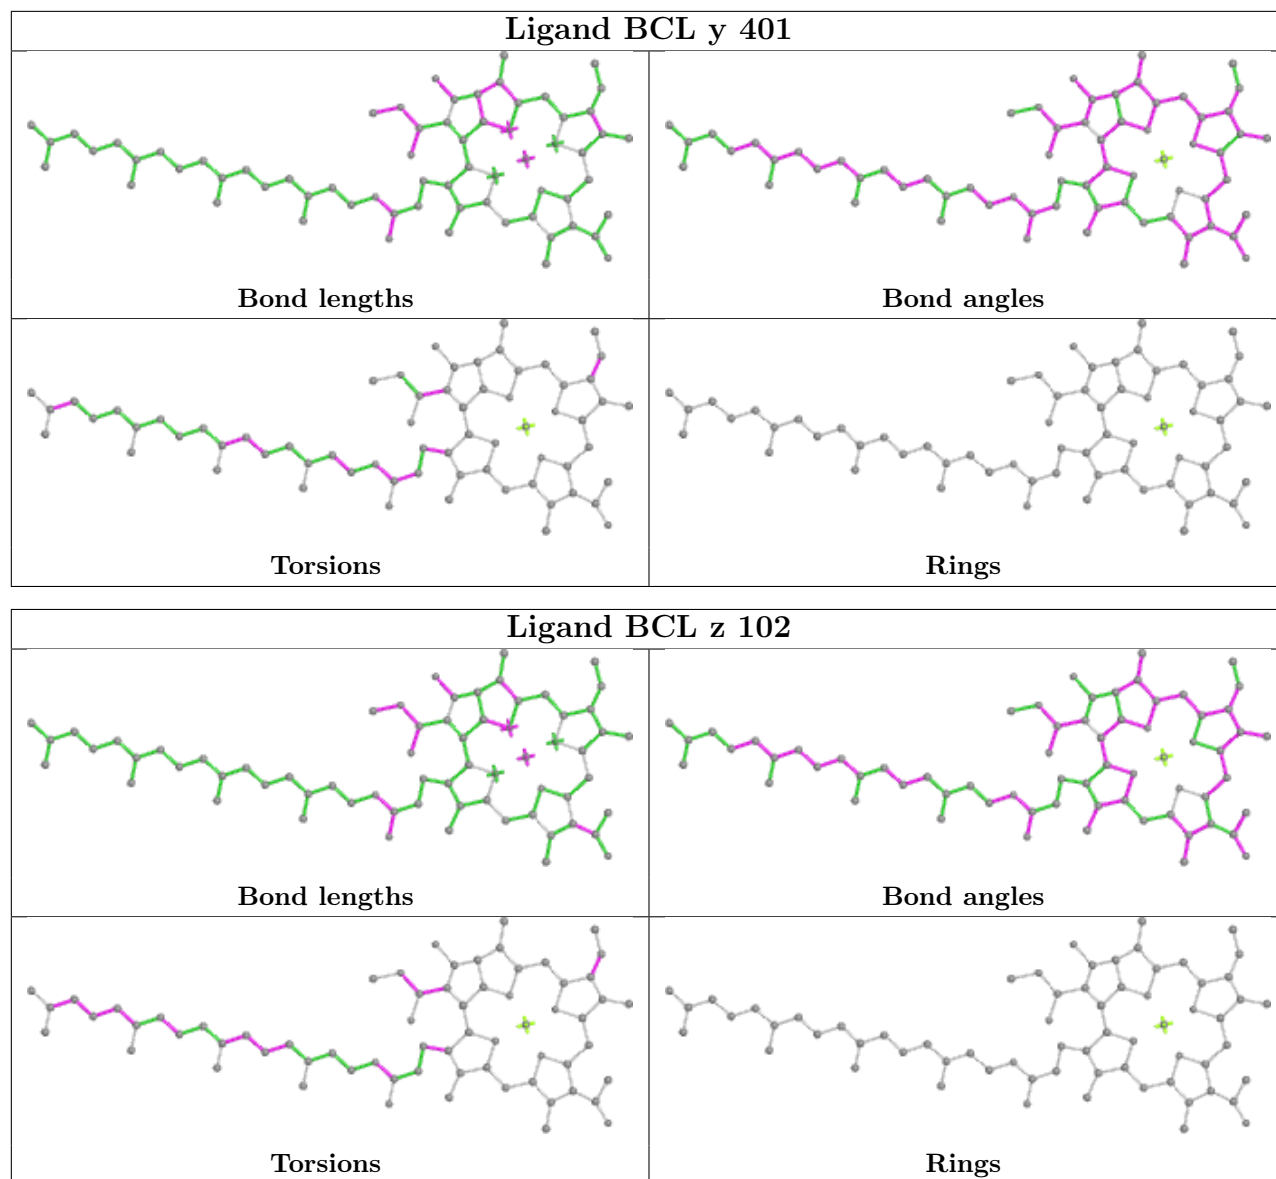 Ligand BCL y 401
Bond lengths
Bond angles
Torsions
Rings
Ligand BCL z 102
Bond lengths
Bond angles
Torsions
Rings